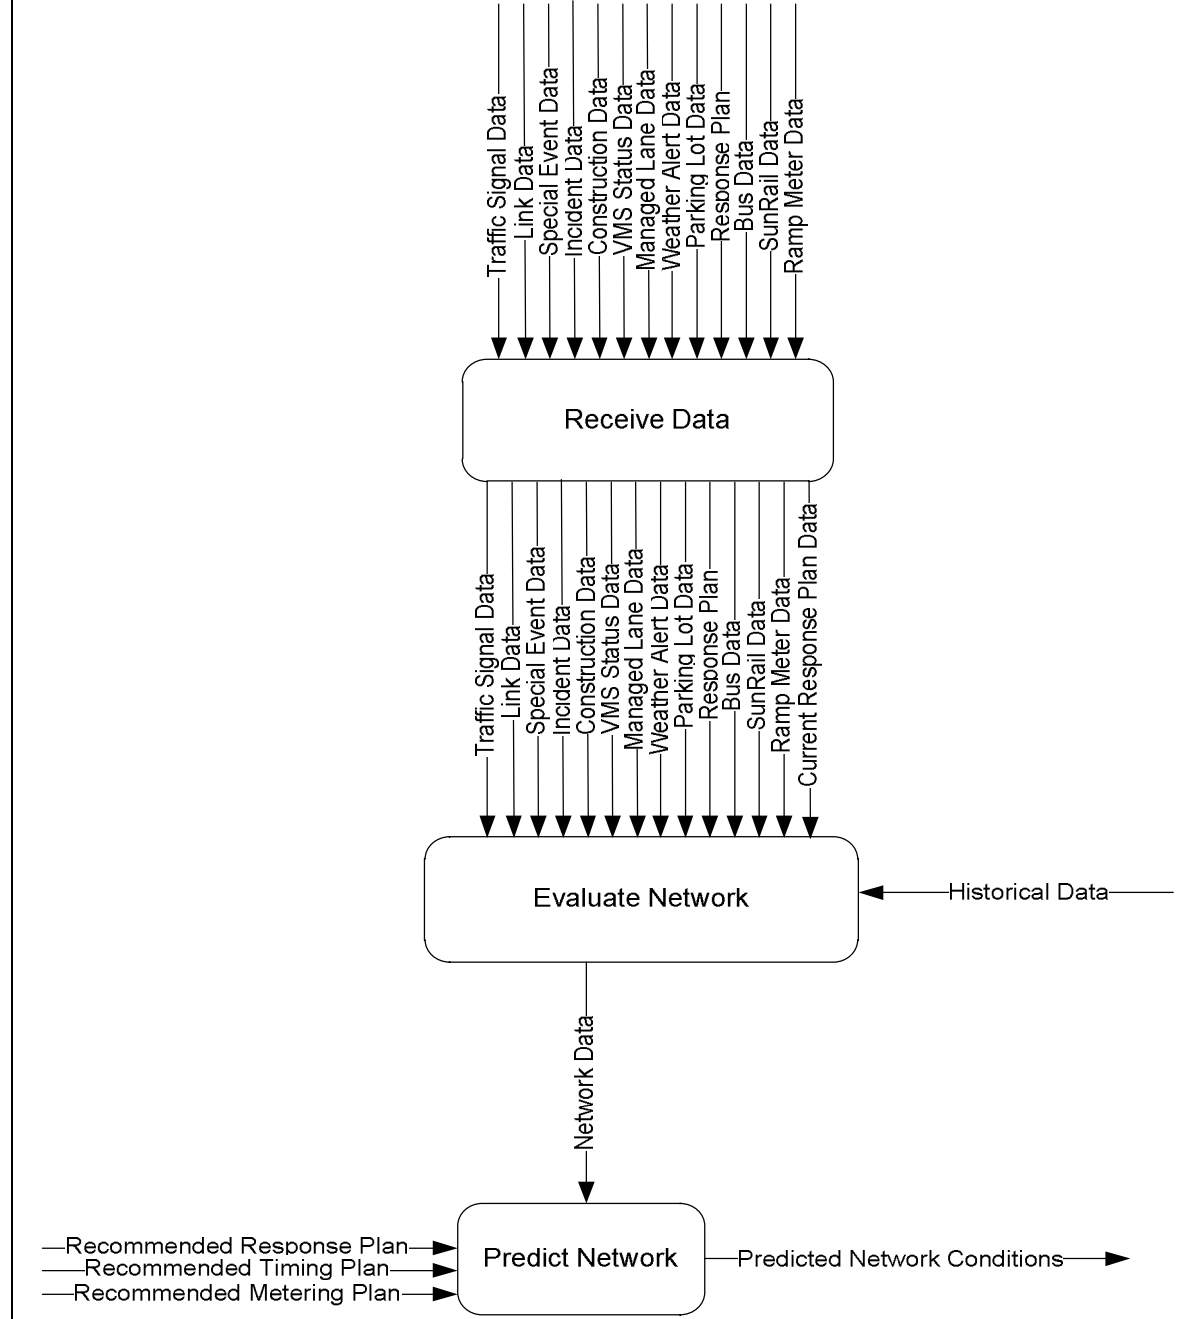 Traffic Signal Data
Link Data
Special Event Data
Incident Data
Construction Data
VMS Status Data
Managed Lane Data
Weather Alert Data
Parking Lot Data
Response Plan
Bus Data
SunRail Data
Ramp Meter Data
Receive Data
Traffic Signal Data
Link Data
Special Event Data
Incident Data
Construction Data
VMS Status Data
Managed Lane Data
Weather Alert Data
Parking Lot Data
Response Plan
Bus Data
SunRail Data
Ramp Meter Data
Current Response Plan Data
Evaluate Network
Historical Data
Network Data
Recommended Response Plan
Recommended Timing Plan
Recommended Metering Plan
Predict Network
Predicted Network Conditions